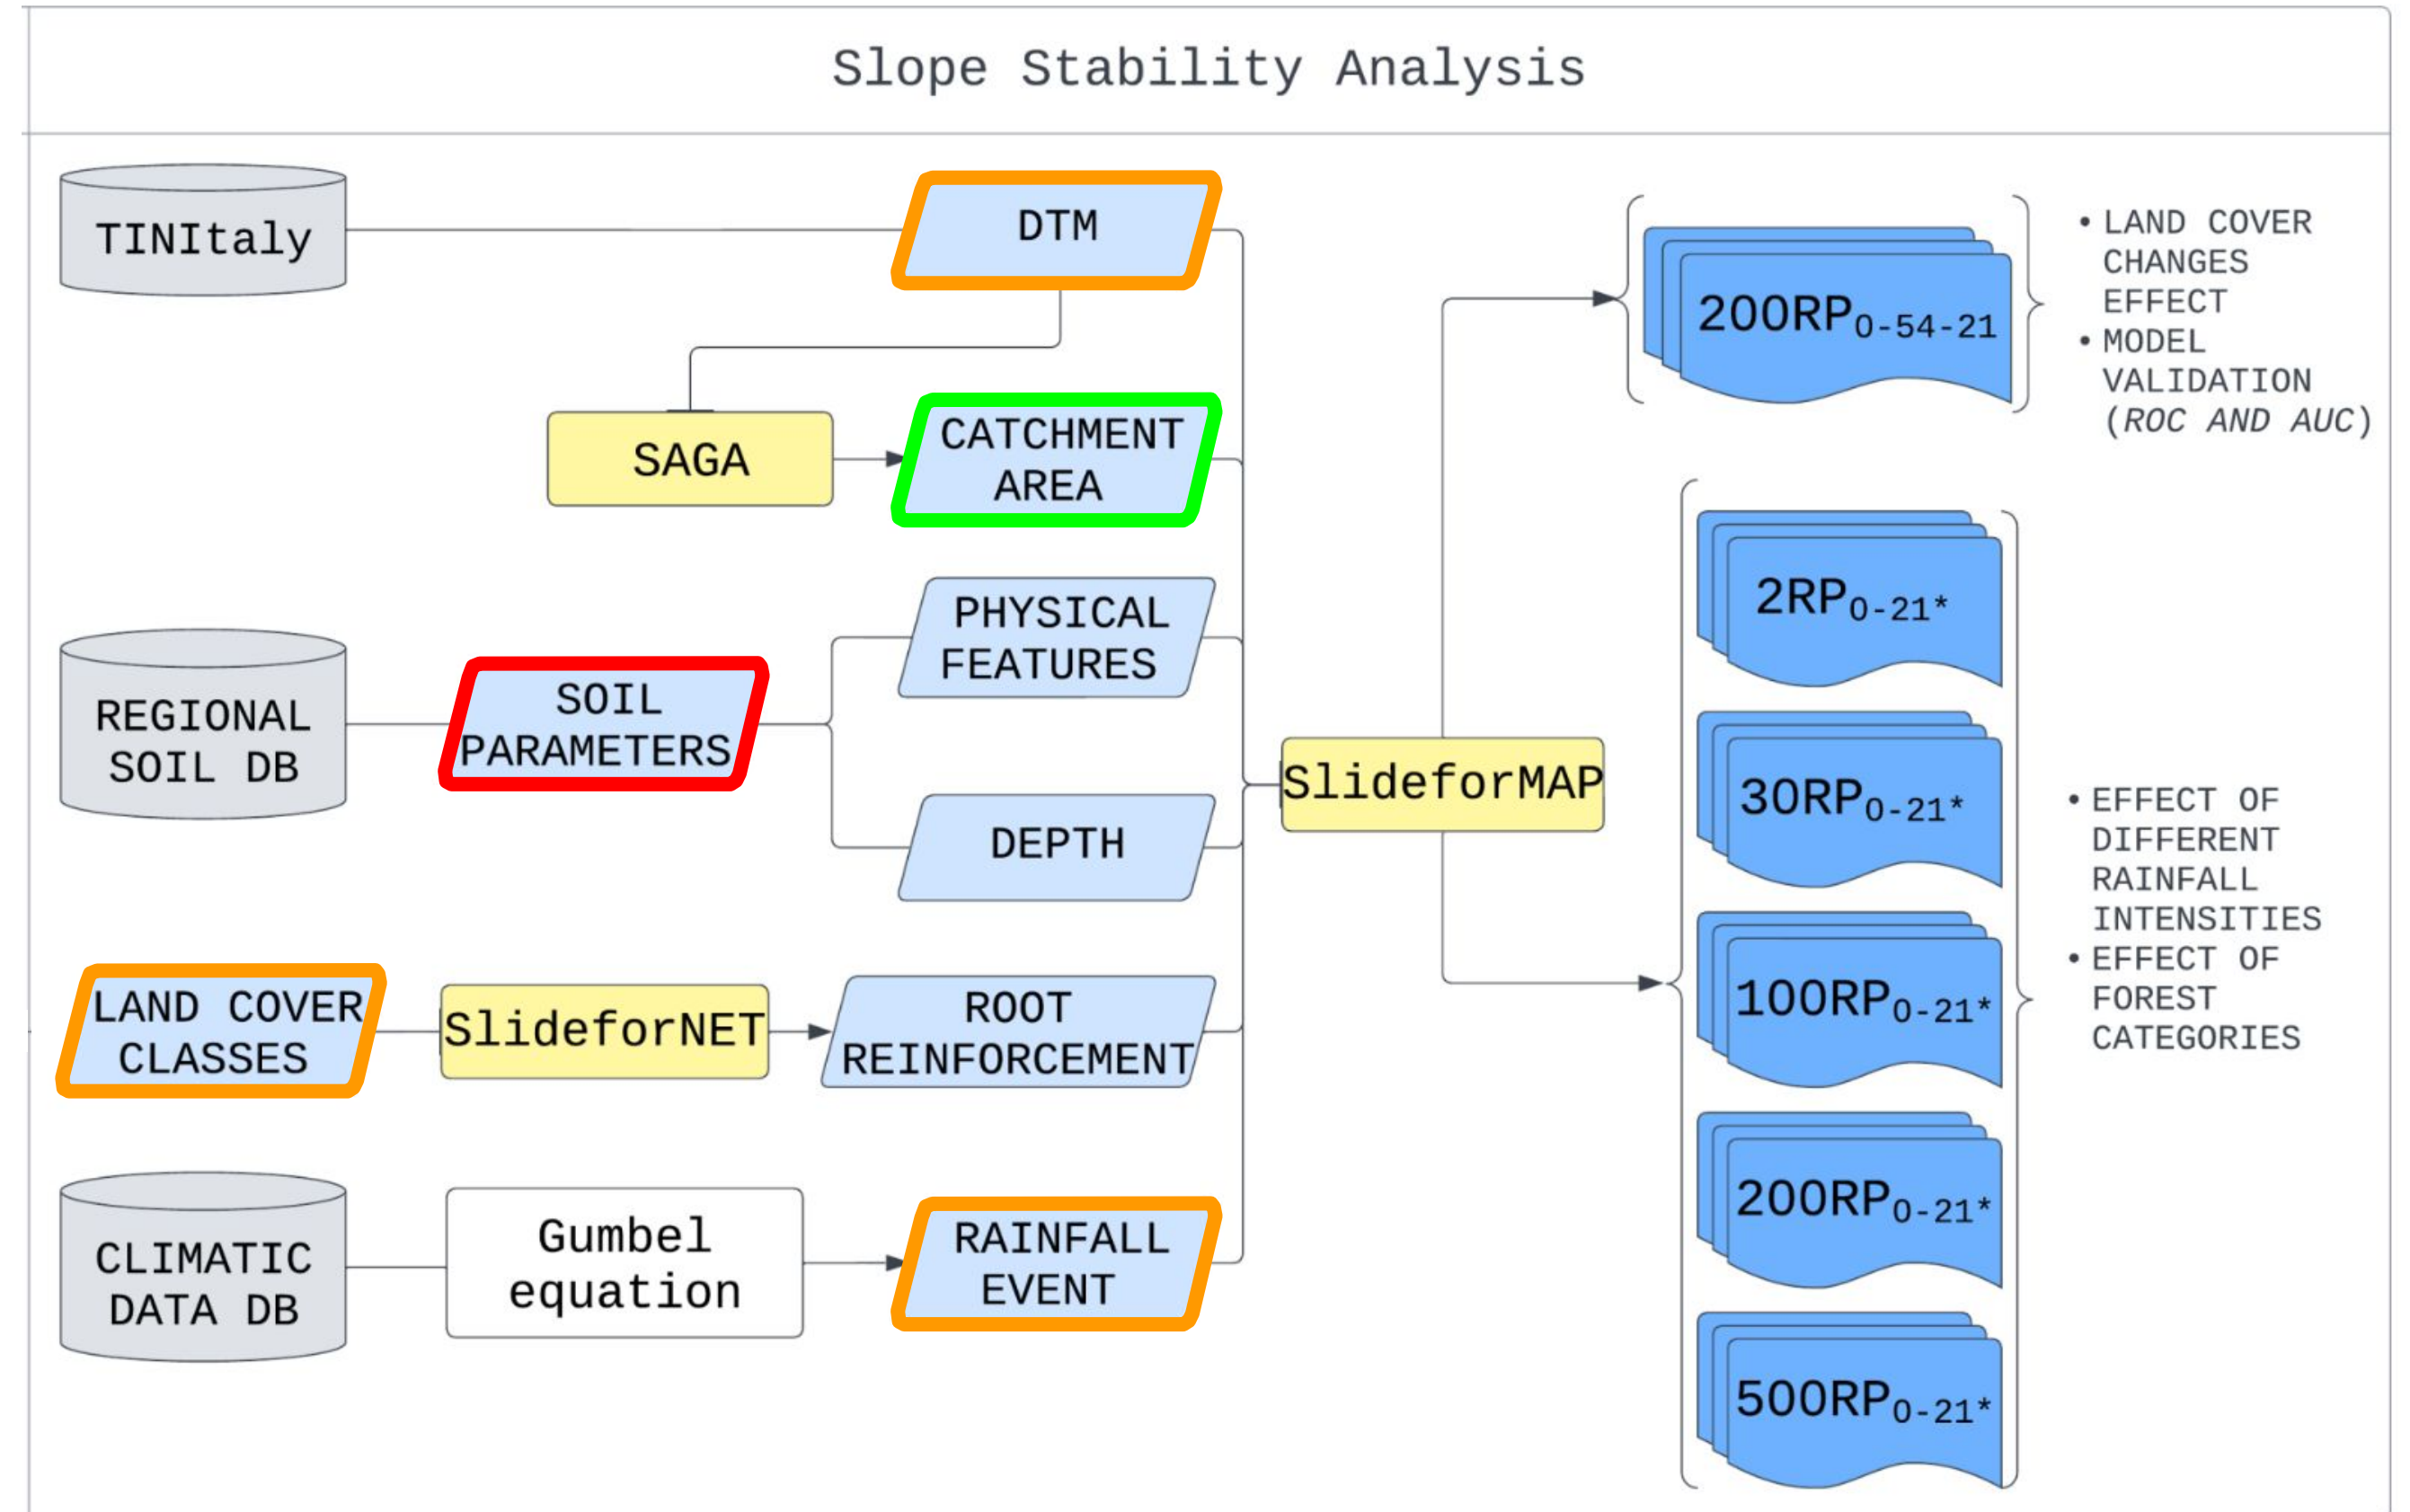 Slope Stability Analysis
TINItaly
DTM
SAGA
CATCHMENT
AREA
REGIONAL
SOIL DB
SOIL
PARAMETERS
PHYSICAL
FEATURES
DEPTH
LAND COVER
CLASSES
SlideforNET
ROOT
REINFORCEMENT
CLIMATIC
DATA DB
Gumbel
equation
RAINFALL
EVENT
SlideforMAP
200RP0-54-21
• LAND COVER
CHANGES
EFFECT
• MODEL
VALIDATION
(ROC AND AUC)
2RP0-21*
30RP0-21*
100RP0-21*
200RP0-21*
500RP0-21*
• EFFECT OF
DIFFERENT
RAINFALL
INTENSITIES
• EFFECT OF
FOREST
CATEGORIES